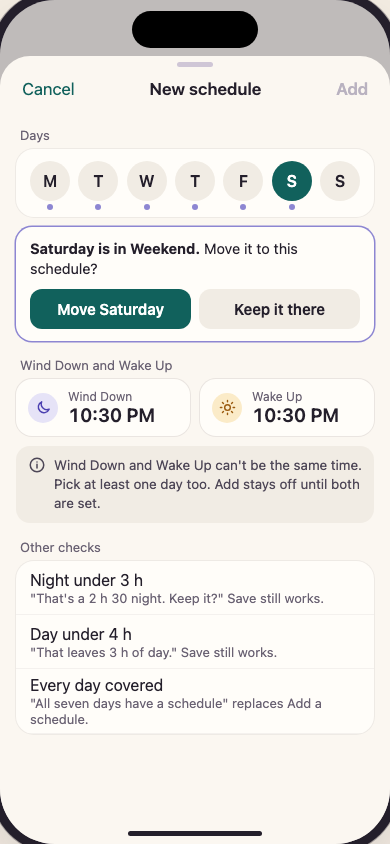 Cancel New schedule Add
Days
M T W T F S S
Saturday is in Weekend. Move it to this
schedule?
Move Saturday Keep it there
Wind Down and Wake Up
Wind Down Wake Up
10:30 PM 10:30 PM
Wind Down and Wake Up can't be the same time.
Pick at least one day too. Add stays off until both
are set.
Other checks
Night under 3 h
"That's a 2 h 30 night. Keep it?" Save still works.
Day under 4 h
"That leaves 3 h of day." Save still works.
Every day covered
"All seven days have a schedule" replaces Add a
schedule.